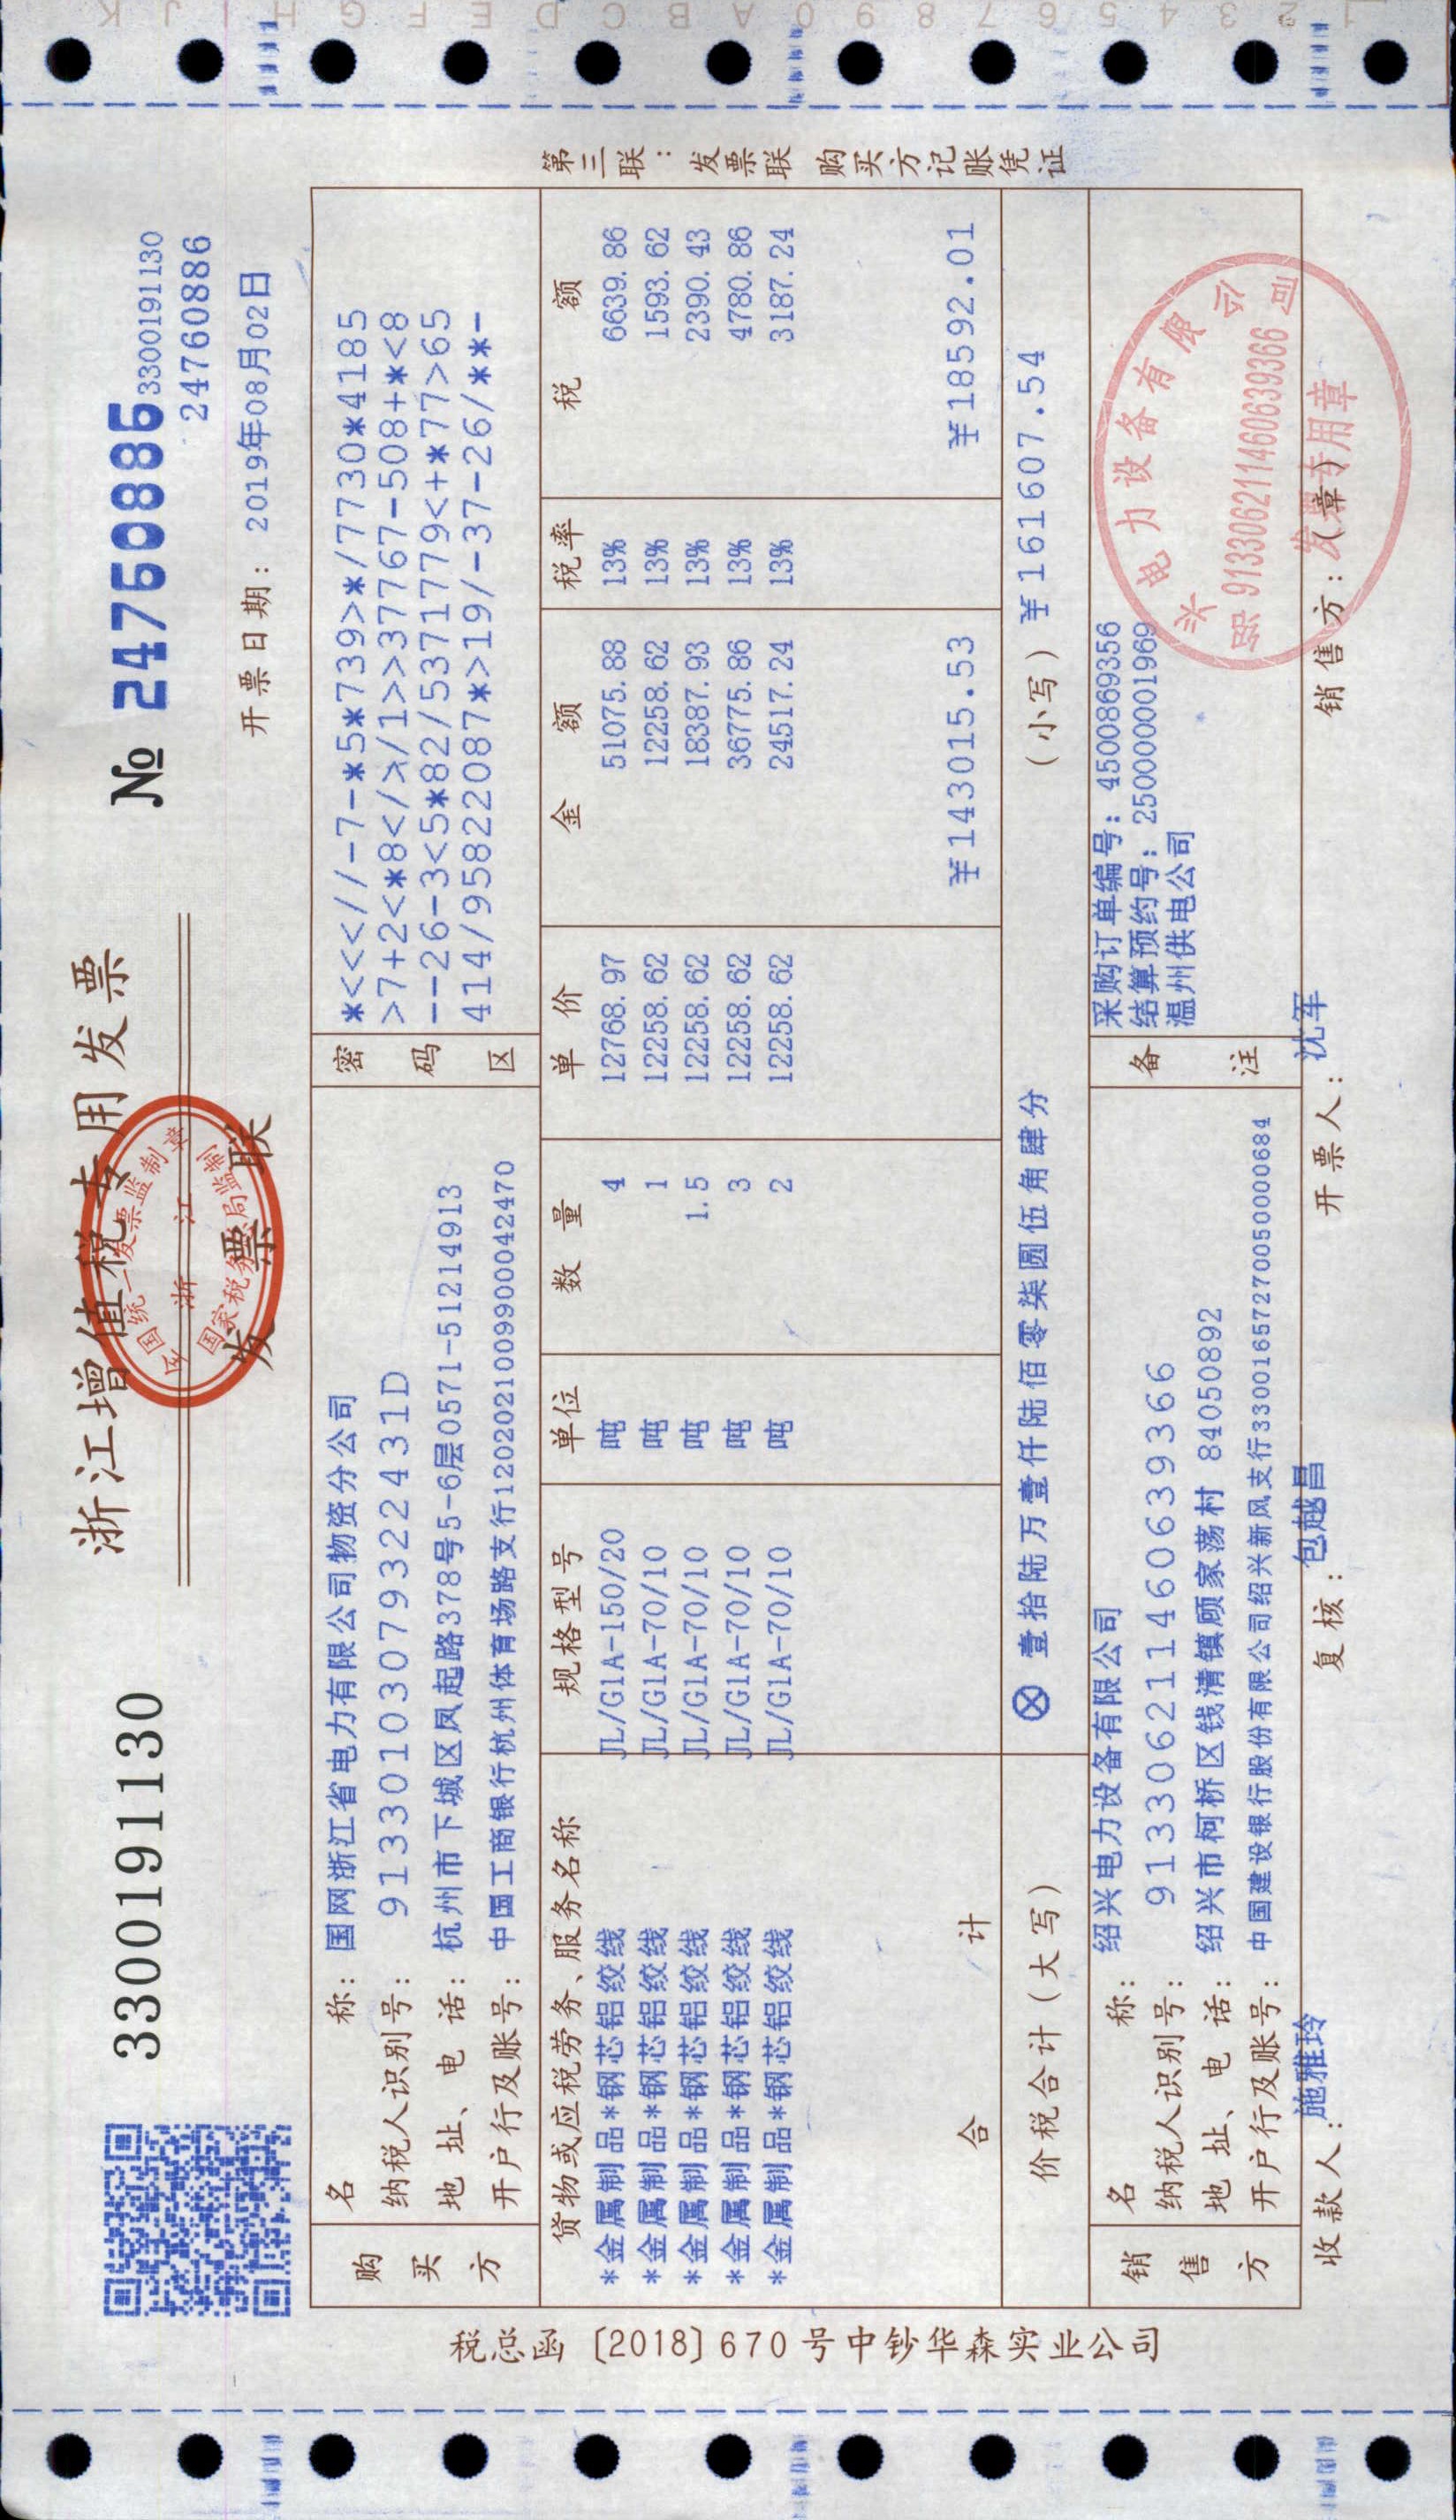 3300191130
浙江增值税专用发票
发票联
全国统一发票监制章
浙江
国家税务总局监制
№ 24760886
3300191130
24760886
开票日期：2019年08月02日
购买方
名称：国网浙江省电力有限公司物资分公司
纳税人识别号：91330103079322431D
地址、电话：杭州市下城区凤起路378号5-6层0571-51214913
开户行及账号：中国工商银行杭州体育场路支行1202021009900042470
密码区
*<<<//-7-*5*739>*/7730*4185
>7+2<*8</>/1>>37767-508+*<8
--26-3<5*82/5371779<+*77>65
414/95822087*>19/-37-26/**-
货物或应税劳务、服务名称 规格型号 单位 数量 单价 金额 税率 税额
*金属制品*钢芯铝绞线 JL/G1A-150/20 吨 4 12768.97 51075.88 13% 6639.86
*金属制品*钢芯铝绞线 JL/G1A-70/10 吨 1 12258.62 12258.62 13% 1593.62
*金属制品*钢芯铝绞线 JL/G1A-70/10 吨 1.5 12258.62 18387.93 13% 2390.43
*金属制品*钢芯铝绞线 JL/G1A-70/10 吨 3 12258.62 36775.86 13% 4780.86
*金属制品*钢芯铝绞线 JL/G1A-70/10 吨 2 12258.62 24517.24 13% 3187.24
合计 ¥143015.53 ¥18592.01
价税合计（大写） ⊗壹拾陆万壹仟陆佰零柒圆伍角肆分 （小写）¥161607.54
销售方
名称：绍兴电力设备有限公司
纳税人识别号：913306211460639366
地址、电话：绍兴市柯桥区钱清镇顾家荡村 84050892
开户行及账号：中国建设银行股份有限公司绍兴新风支行33001657270050000684
备注
采购订单编号：4500869356
结算预约号：250000001969
温州供电公司
收款人：施雅玲 复核：包越昌 开票人：沈军 销售方：（章）
绍兴电力设备有限公司
913306211460639366
发票专用章
税总函〔2018〕670号中钞华森实业公司
第三联：发票联 购买方记账凭证